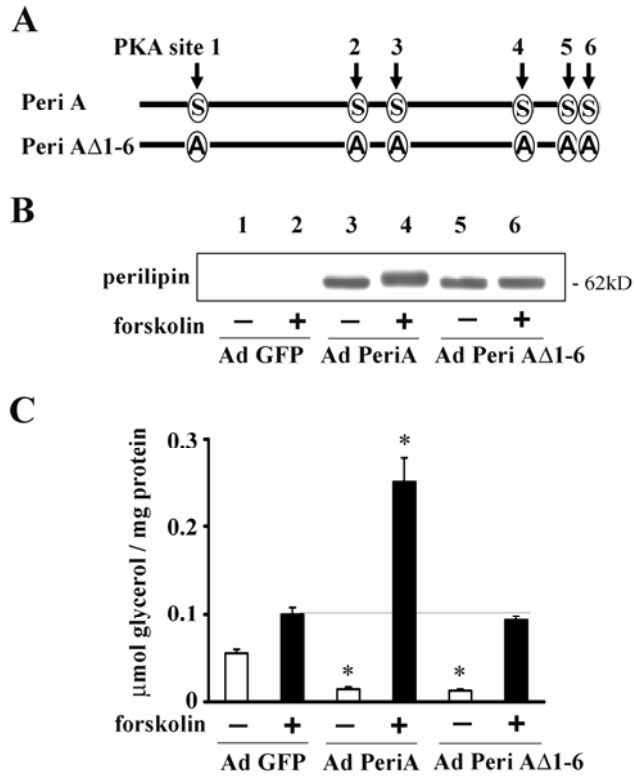 A
PKA site 1 2 3 4 5 6
Peri A S S S S S S
Peri AΔ1-6 A A A A A A
B
1 2 3 4 5 6
perilipin - 62kD
forskolin − + − + − +
Ad GFP Ad PeriA Ad Peri AΔ1-6
C
μmol glycerol / mg protein
0.3
0.2
0.1
0
* * *
forskolin − + − + − +
Ad GFP Ad PeriA Ad Peri AΔ1-6